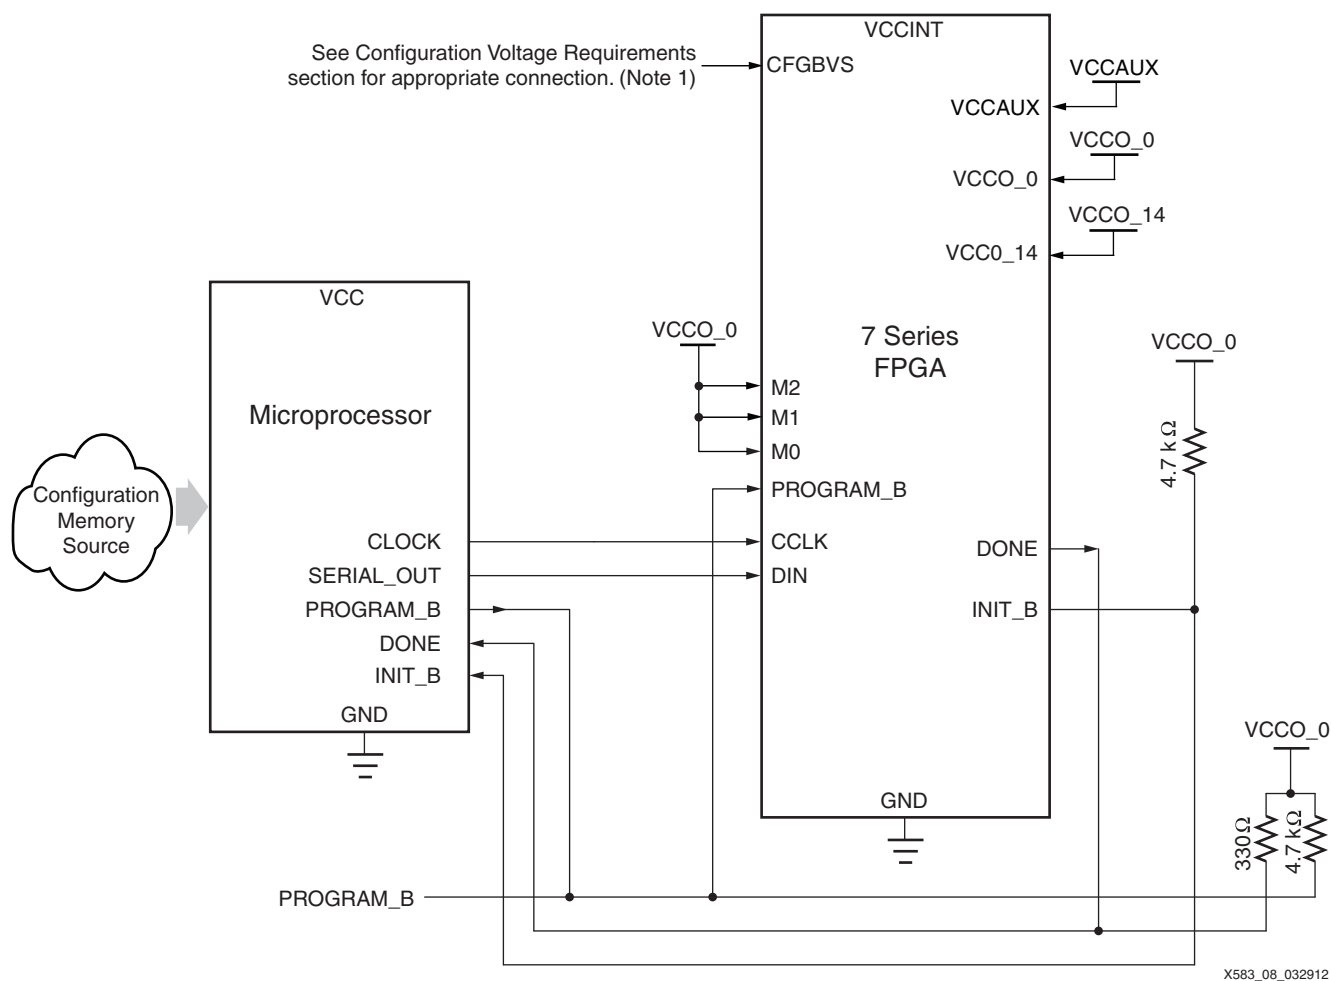 VCCINT
See Configuration Voltage Requirements
section for appropriate connection. (Note 1)
CFGBVS
VCCAUX
VCCAUX
VCCO_0
VCCO_0
VCCO_14
VCC0_14
VCC
VCCO_0
7 Series
FPGA
VCCO_0
M2
Microprocessor
M1
M0
4.7 k Ω
Configuration
Memory
Source
PROGRAM_B
CLOCK
CCLK
DONE
SERIAL_OUT
DIN
PROGRAM_B
INIT_B
DONE
INIT_B
GND
VCCO_0
GND
330Ω
4.7 kΩ
PROGRAM_B
X583_08_032912